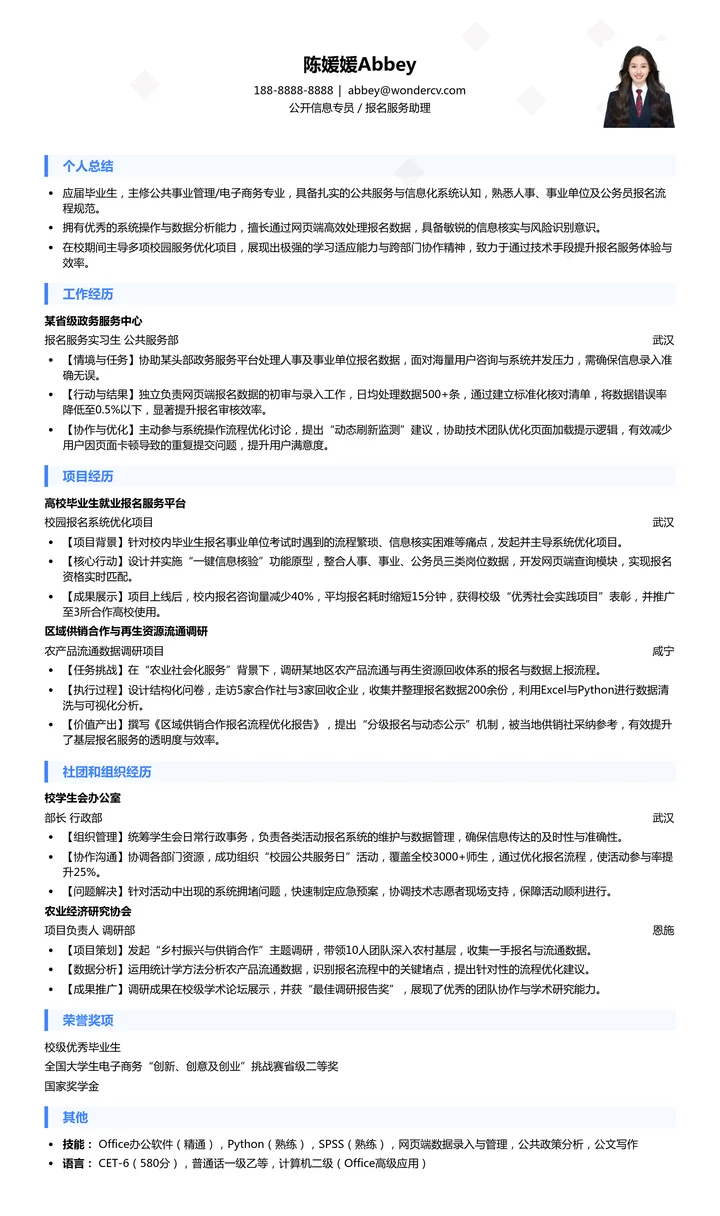 陈媛媛Abbey
188-8888-8888 | abbey@wondercv.com
公开信息专员 / 报名服务助理
个人总结
• 应届毕业生，主修公共事业管理/电子商务专业，具备扎实的公共服务与信息化系统认知，熟悉人事、事业单位及公务员报名流
程规范。
• 拥有优秀的系统操作与数据分析能力，擅长通过网页端高效处理报名数据，具备敏锐的信息核实与风险识别意识。
• 在校期间主导多项校园服务优化项目，展现出极强的学习适应能力与跨部门协作精神，致力于通过技术手段提升报名服务体验与
效率。
工作经历
某省级政务服务中心
报名服务实习生 公共服务部 武汉
• 【情境与任务】协助某头部政务服务平台处理人事及事业单位报名数据，面对海量用户咨询与系统并发压力，需确保信息录入准
确无误。
• 【行动与结果】独立负责网页端报名数据的初审与录入工作，日均处理数据500+条，通过建立标准化核对清单，将数据错误率
降低至0.5%以下，显著提升报名审核效率。
• 【协作与优化】主动参与系统操作流程优化讨论，提出“动态刷新监测”建议，协助技术团队优化页面加载提示逻辑，有效减少
用户因页面卡顿导致的重复提交问题，提升用户满意度。
项目经历
高校毕业生就业报名服务平台
校园报名系统优化项目 武汉
• 【项目背景】针对校内毕业生报名事业单位考试时遇到的流程繁琐、信息核实困难等痛点，发起并主导系统优化项目。
• 【核心行动】设计并实施“一键信息核验”功能原型，整合人事、事业、公务员三类岗位数据，开发网页端查询模块，实现报名
资格实时匹配。
• 【成果展示】项目上线后，校内报名咨询量减少40%，平均报名耗时缩短15分钟，获得校级“优秀社会实践项目”表彰，并推广
至3所合作高校使用。
区域供销合作与再生资源流通调研
农产品流通数据调研项目 咸宁
• 【任务挑战】在“农业社会化服务”背景下，调研某地区农产品流通与再生资源回收体系的报名与数据上报流程。
• 【执行过程】设计结构化问卷，走访5家合作社与3家回收企业，收集并整理报名数据200余份，利用Excel与Python进行数据清
洗与可视化分析。
• 【价值产出】撰写《区域供销合作报名流程优化报告》，提出“分级报名与动态公示”机制，被当地供销社采纳参考，有效提升
了基层报名服务的透明度与效率。
社团和组织经历
校学生会办公室
部长 行政部 武汉
• 【组织管理】统筹学生会日常行政事务，负责各类活动报名系统的维护与数据管理，确保信息传达的及时性与准确性。
• 【协作沟通】协调各部门资源，成功组织“校园公共服务日”活动，覆盖全校3000+师生，通过优化报名流程，使活动参与率提
升25%。
• 【问题解决】针对活动中出现的系统拥堵问题，快速制定应急预案，协调技术志愿者现场支持，保障活动顺利进行。
农业经济研究协会
项目负责人 调研部 恩施
• 【项目策划】发起“乡村振兴与供销合作”主题调研，带领10人团队深入农村基层，收集一手报名与流通数据。
• 【数据分析】运用统计学方法分析农产品流通数据，识别报名流程中的关键堵点，提出针对性的流程优化建议。
• 【成果推广】调研成果在校级学术论坛展示，并获“最佳调研报告奖”，展现了优秀的团队协作与学术研究能力。
荣誉奖项
校级优秀毕业生
全国大学生电子商务“创新、创意及创业”挑战赛省级二等奖
国家奖学金
其他
• 技能： Office办公软件（精通），Python（熟练），SPSS（熟练），网页端数据录入与管理，公共政策分析，公文写作
• 语言： CET-6（580分），普通话一级乙等，计算机二级（Office高级应用）